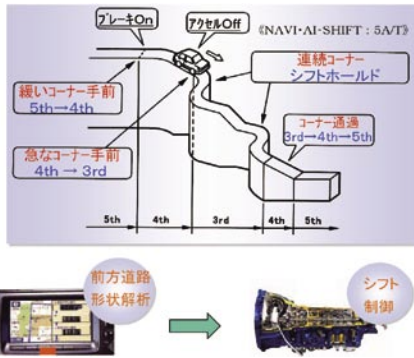 ブレーキOn
アクセルOff
《NAVI・AI-SHIFT : 5A/T》
緩いコーナー手前
5th→4th
連続コーナー
シフトホールド
急なコーナー手前
4th → 3rd
コーナー通過
3rd→4th→5th
5th
4th
3rd
4th
5th
前方道路
形状解析
シフト
制御